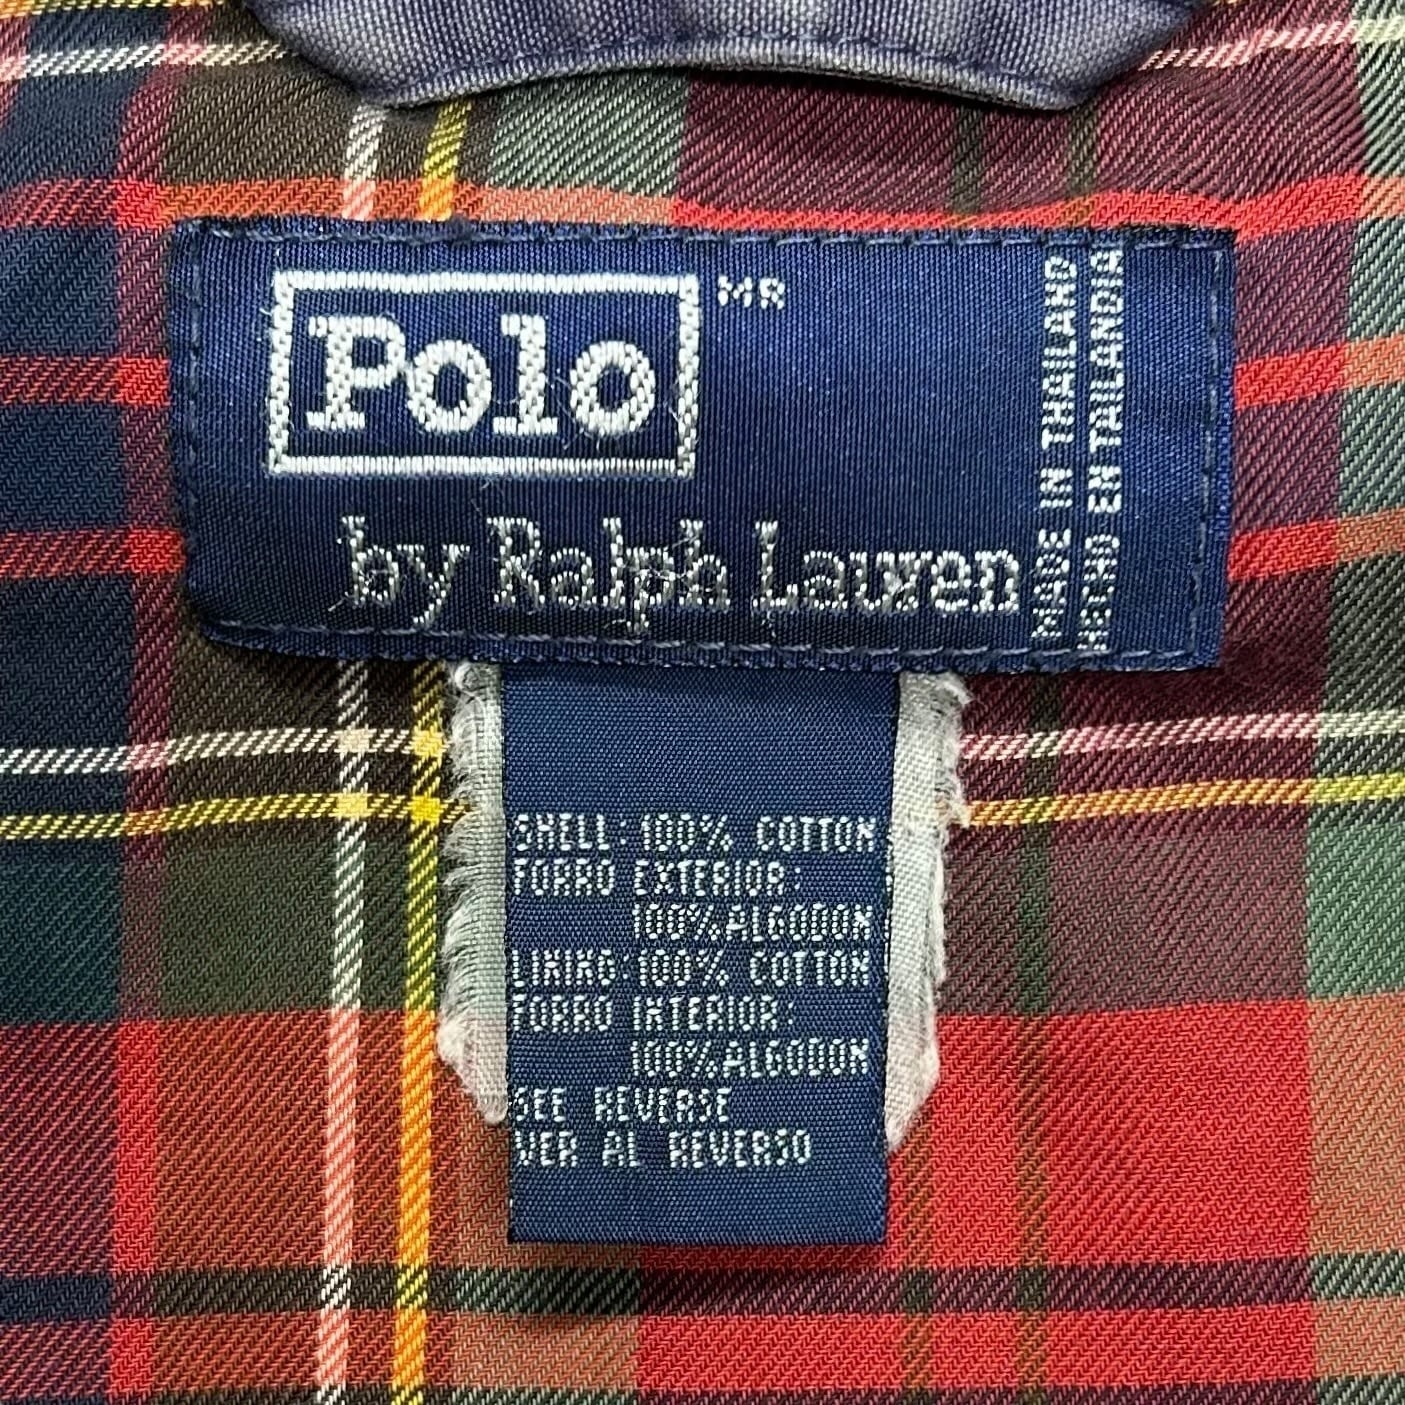 Polo MR
by Ralph Lauren
MADE IN THAILAND
HECHO EN TAILANDIA
SHELL: 100% COTTON
FORRO EXTERIOR:
100% ALGODON
LINING: 100% COTTON
FORRO INTERIOR:
100% ALGODON
SEE REVERSE
VER AL REVERSO